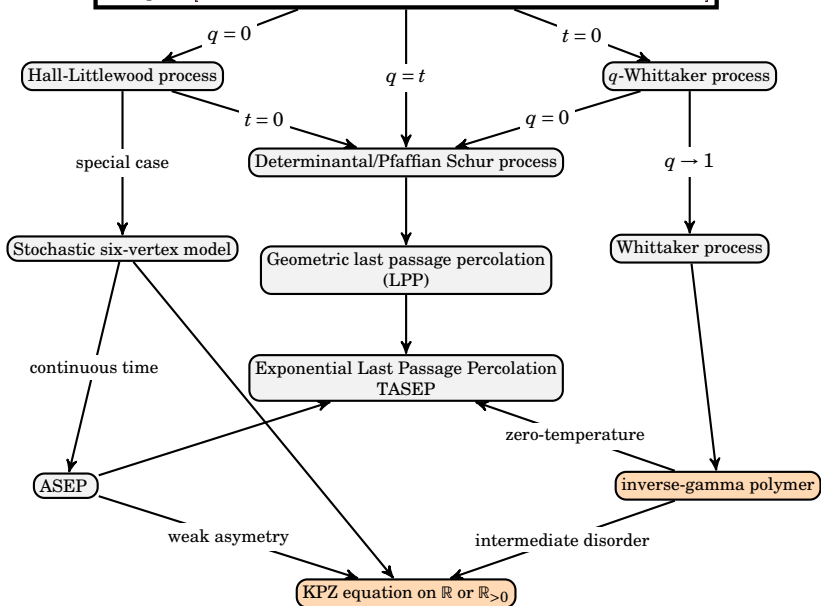 q = 0
t = 0
Hall-Littlewood process
q = t
q-Whittaker process
t = 0
q = 0
special case
Determinantal/Pfaffian Schur process
q → 1
Stochastic six-vertex model
Geometric last passage percolation
(LPP)
Whittaker process
continuous time
Exponential Last Passage Percolation
TASEP
zero-temperature
ASEP
inverse-gamma polymer
weak asymetry
intermediate disorder
KPZ equation on ℝ or ℝ>0